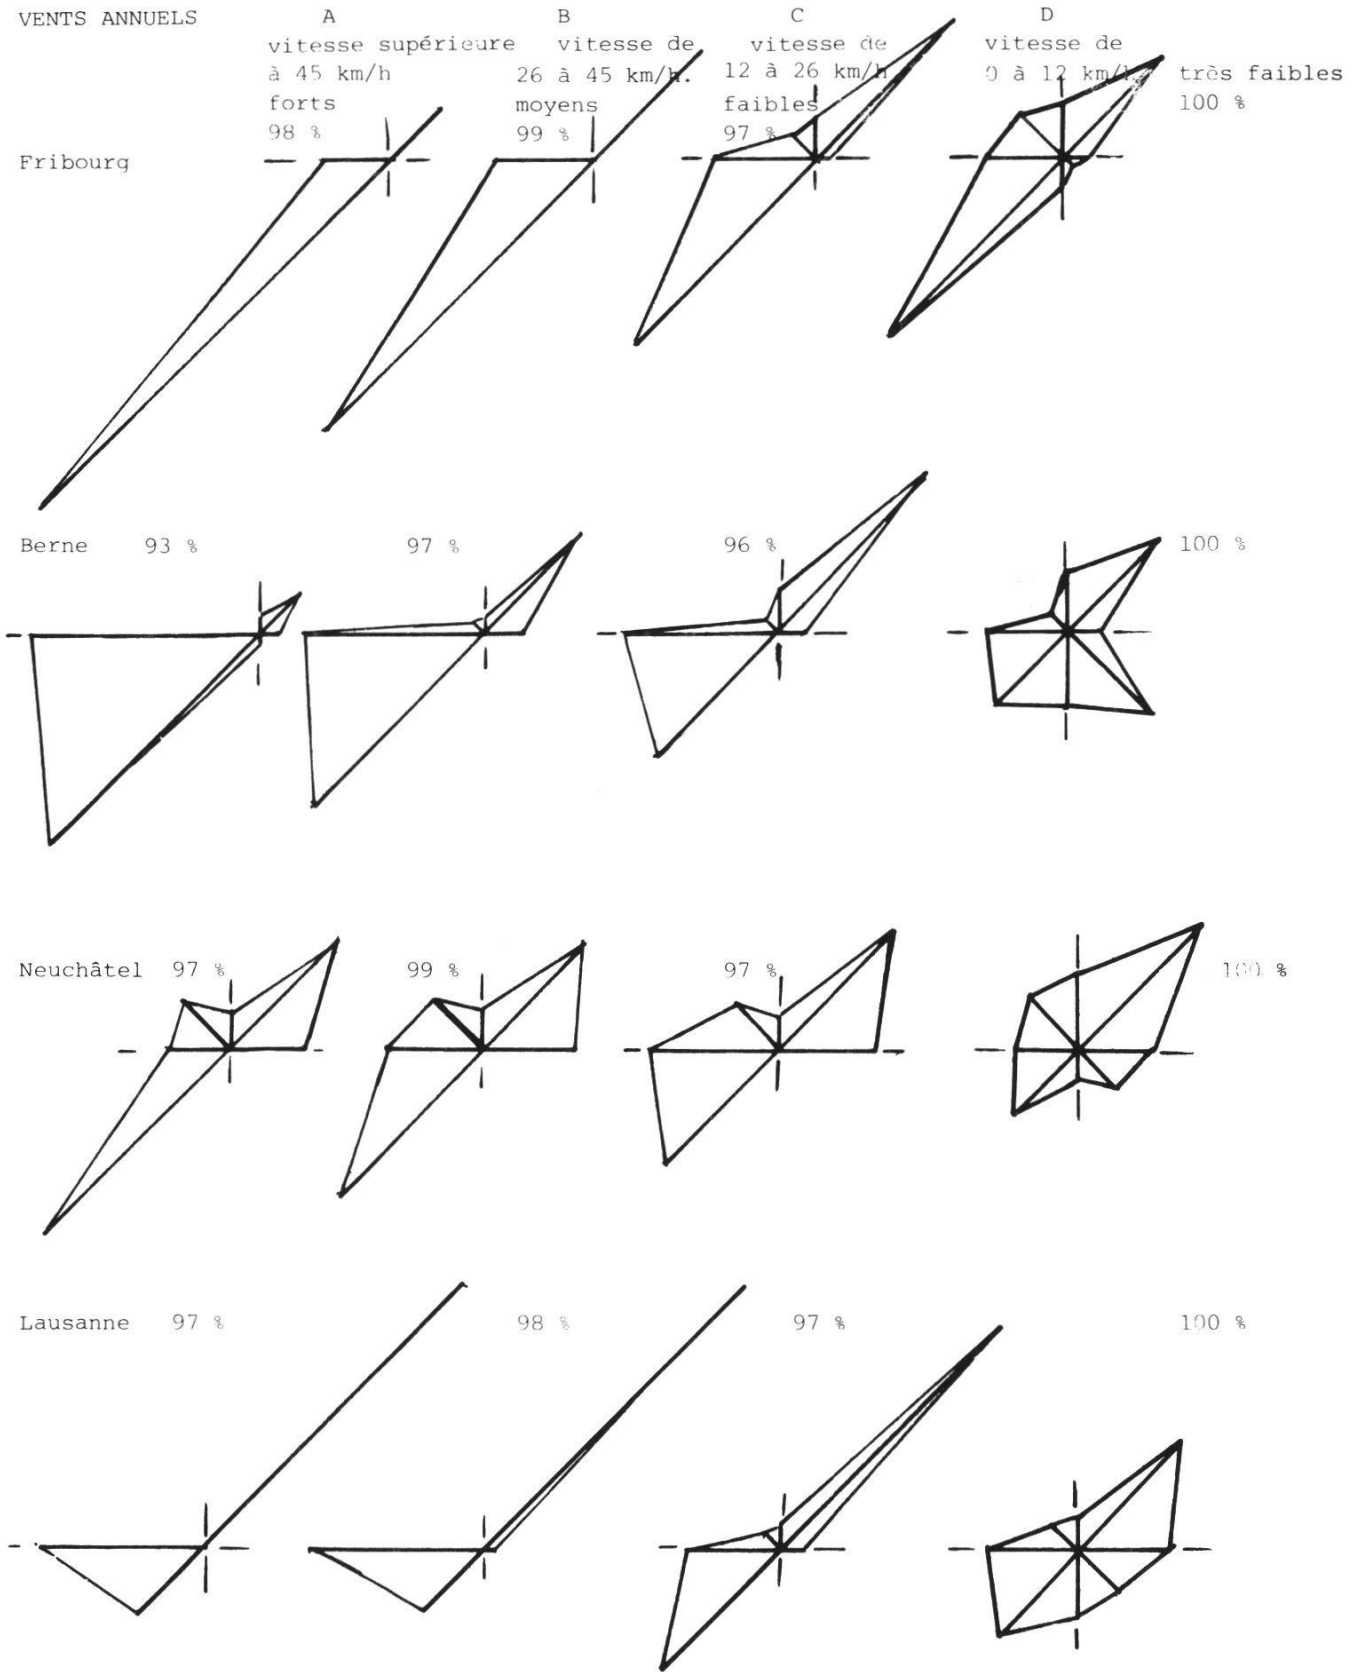 VENTS ANNUELS A B C D
vitesse supérieure vitesse de vitesse de vitesse de
à 45 km/h 26 à 45 km/h. 12 à 26 km/h 0 à 12 km/h très faibles
forts moyens faibles 100 %
98 % 99 % 97 %
Fribourg
Berne 93 % 97 % 96 % 100 %
Neuchâtel 97 % 99 % 97 % 100 %
Lausanne 97 % 98 % 97 % 100 %